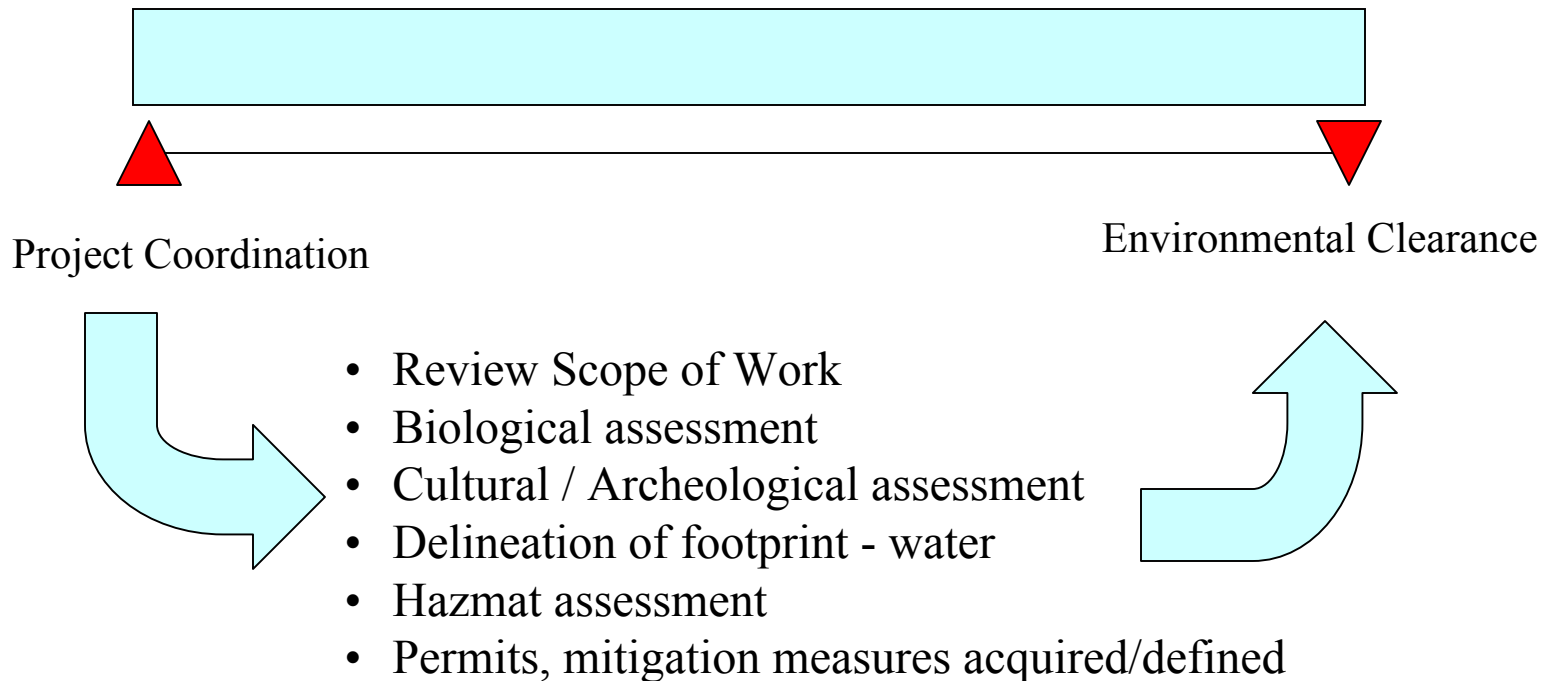 Project Coordination
Environmental Clearance
• Review Scope of Work
• Biological assessment
• Cultural / Archeological assessment
• Delineation of footprint - water
• Hazmat assessment
• Permits, mitigation measures acquired/defined